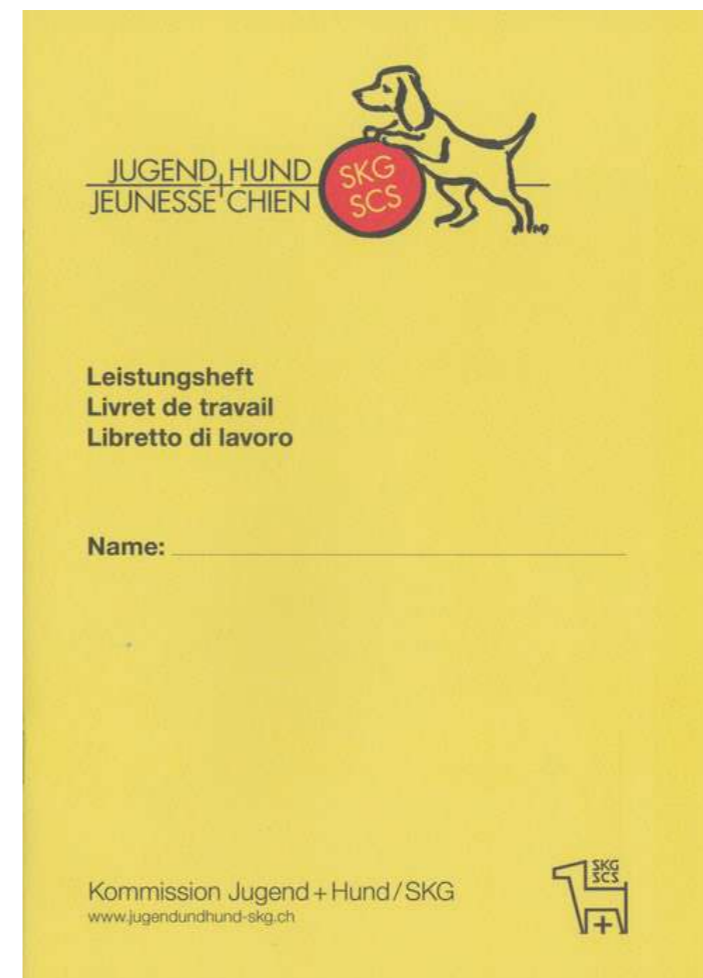 JUGEND + HUND
JEUNESSE CHIEN
SKG
SCS
Leistungsheft
Livret de travail
Libretto di lavoro
Name:
Kommission Jugend + Hund / SKG
www.jugendundhund-skg.ch
SKG
SCS